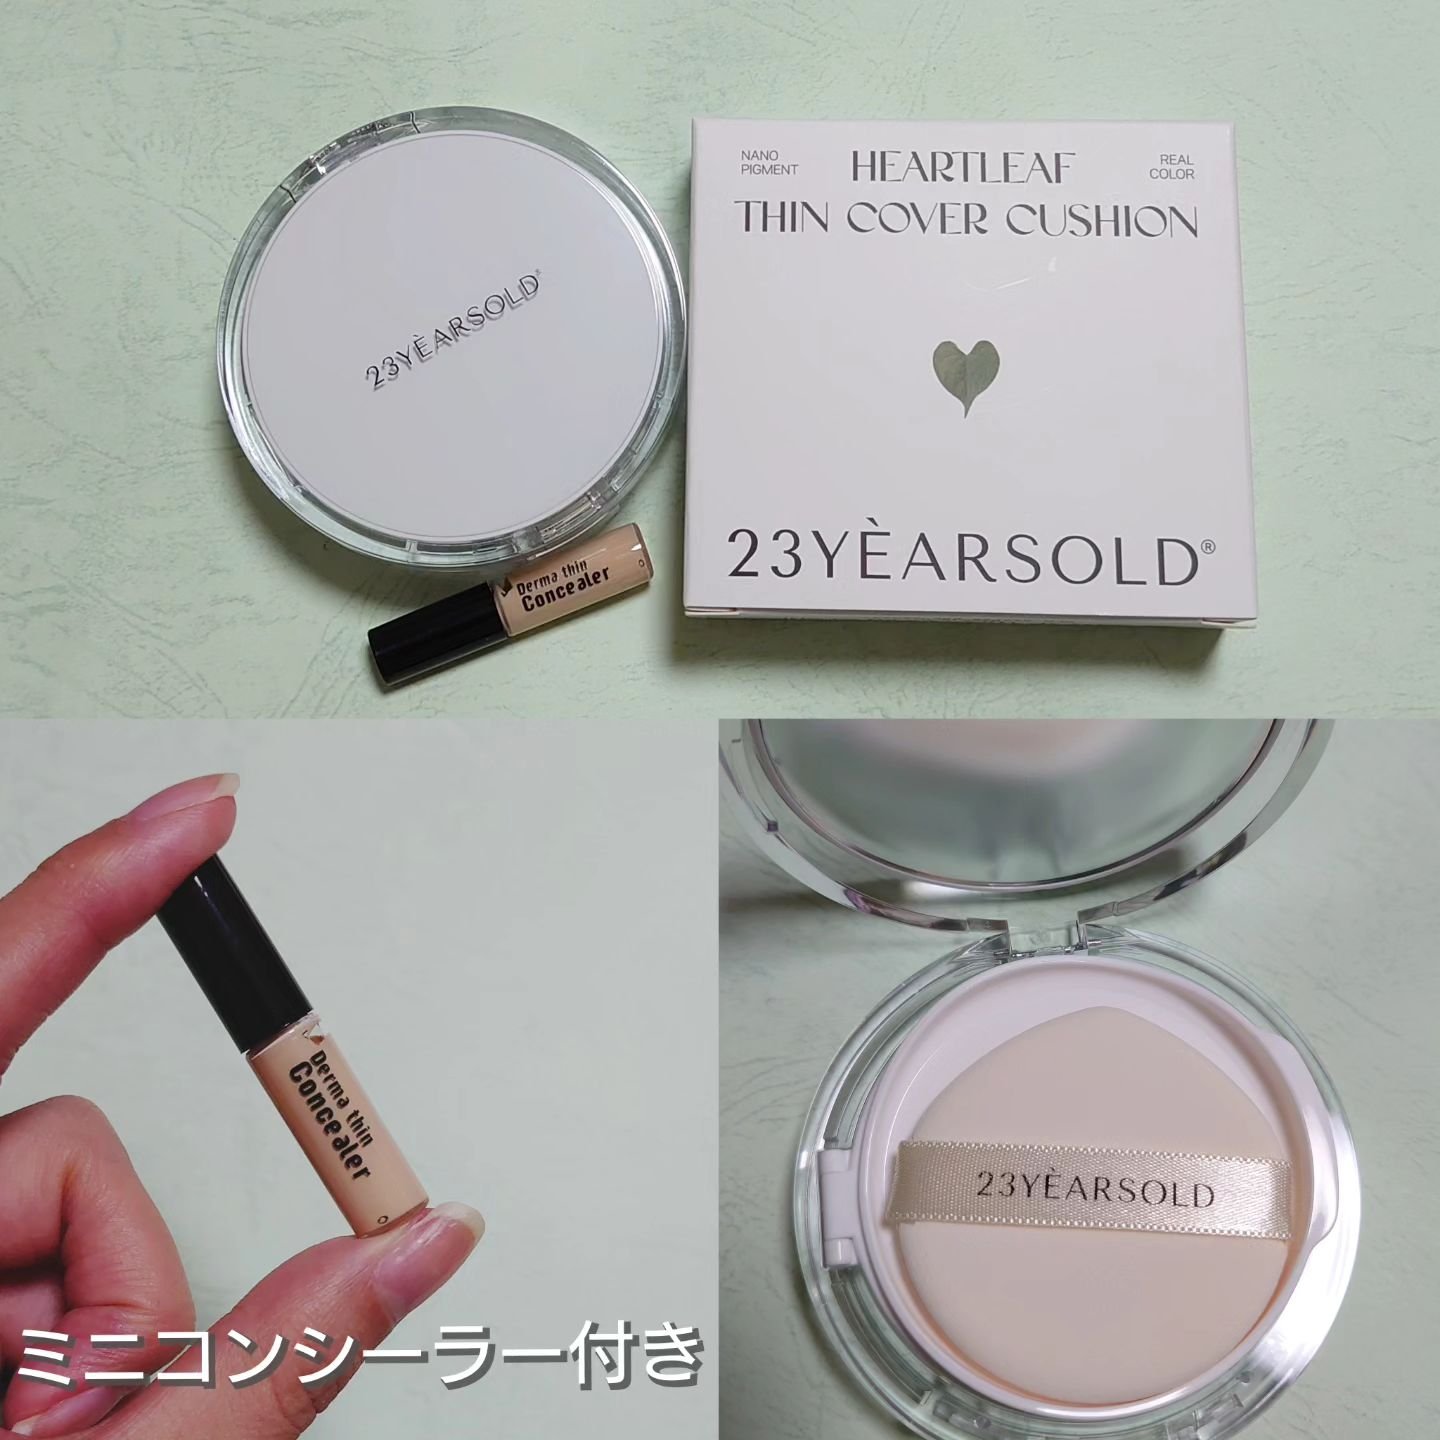 23YÈARSOLD®
NANO
PIGMENT
HEARTLEAF
REAL
COLOR
THIN COVER CUSHION
23YÈARSOLD®
Derma thin
Concealer
Derma thin
Concealer
ミニコンシーラー付き
23YÈARSOLD